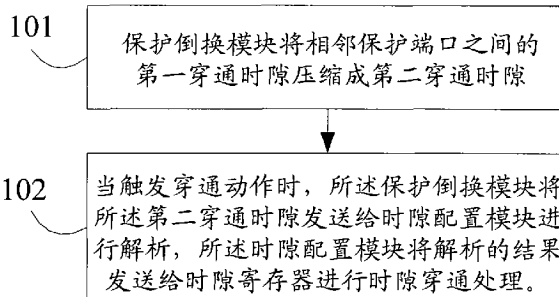 101
保护倒换模块将相邻保护端口之间的
第一穿通时隙压缩成第二穿通时隙
102
当触发穿通动作时，所述保护倒换模块将
所述第二穿通时隙发送给时隙配置模块进
行解析，所述时隙配置模块将解析的结果
发送给时隙寄存器进行时隙穿通处理。